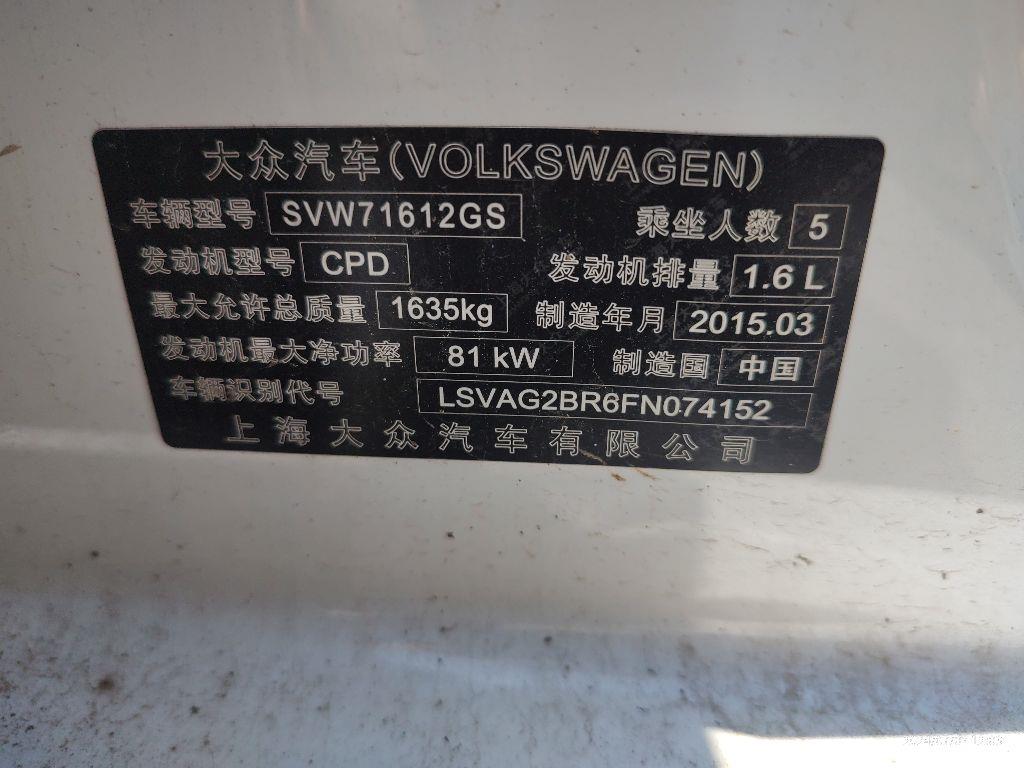 大众汽车(VOLKSWAGEN)
车辆型号 SVW71612GS 乘坐人数 5
发动机型号 CPD 发动机排量 1.6 L
最大允许总质量 1635kg 制造年月 2015.03
发动机最大净功率 81 kW 制造国 中国
车辆识别代号 LSVAG2BR6FN074152
上海大众汽车有限公司